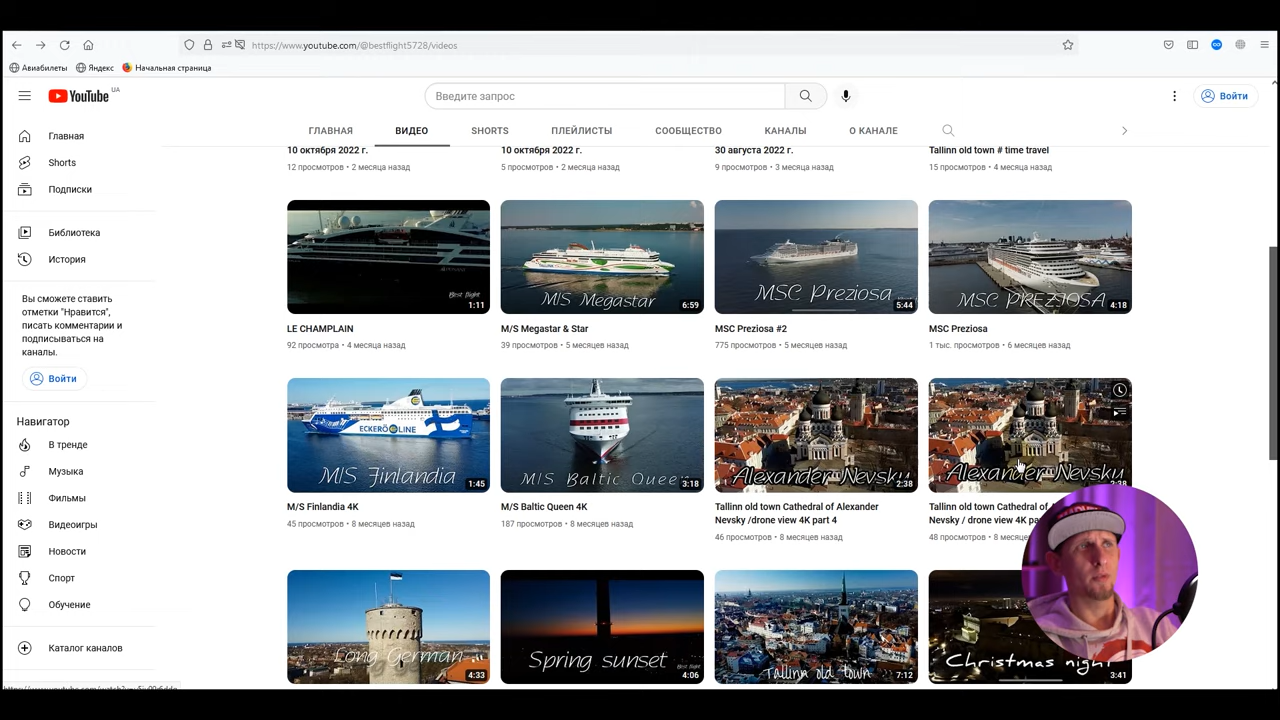 https://www.youtube.com/@bestflight5728/videos
Авиабилеты Яндекс Начальная страница
YouTube UA
Введите запрос
Войти
ГЛАВНАЯ ВИДЕО SHORTS ПЛЕЙЛИСТЫ СООБЩЕСТВО КАНАЛЫ О КАНАЛЕ
Главная
Shorts
Подписки
Библиотека
История
Вы сможете ставить
отметки "Нравится",
писать комментарии и
подписываться на
каналы.
Войти
Навигатор
В тренде
Музыка
Фильмы
Видеоигры
Новости
Спорт
Обучение
Каталог каналов
10 октября 2022 г.
12 просмотров • 2 месяца назад
10 октября 2022 г.
5 просмотров • 2 месяца назад
30 августа 2022 г.
9 просмотров • 3 месяца назад
Tallinn old town # time travel
15 просмотров • 4 месяца назад
Best flight
1:11
LE CHAMPLAIN
92 просмотра • 4 месяца назад
M/S Megastar
6:59
M/S Megastar & Star
39 просмотров • 5 месяцев назад
MSC Preziosa
5:44
MSC Preziosa #2
775 просмотров • 5 месяцев назад
MSC PREZIOSA
4:18
MSC Preziosa
1 тыс. просмотров • 6 месяцев назад
ECKERÖ LINE
M/S Finlandia
1:45
M/S Finlandia 4K
45 просмотров • 8 месяцев назад
M/S Baltic Queen
3:18
M/S Baltic Queen 4K
187 просмотров • 8 месяцев назад
Alexander Nevsky
2:38
Tallinn old town Cathedral of Alexander
Nevsky /drone view 4K part 4
46 просмотров • 8 месяцев назад
Alexander Nevsky
2:38
Tallinn old town Cathedral of
Nevsky / drone view 4K
48 просмотров • 8
Long German
4:33
Spring sunset
Best flight
4:06
Tallinn old town
7:12
Christmas night
3:41